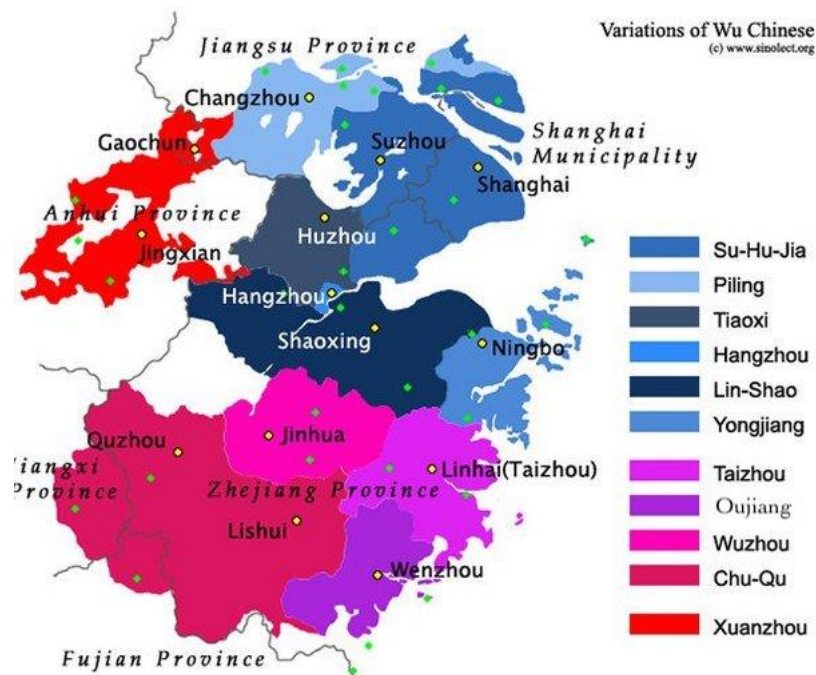 Variations of Wu Chinese
(c) www.sinolect.org
Jiangsu Province
Changzhou
Gaochun
Suzhou
Shanghai
Municipality
Shanghai
Anhui Province
Huzhou
Jingxian
Hangzhou
Shaoxing
Ningbo
Quzhou
Jinhua
Jiangxi
Province
Zhejiang Province
Linhai(Taizhou)
Lishui
Wenzhou
Fujian Province
Su-Hu-Jia
Piling
Tiaoxi
Hangzhou
Lin-Shao
Yongjiang
Taizhou
Oujiang
Wuzhou
Chu-Qu
Xuanzhou